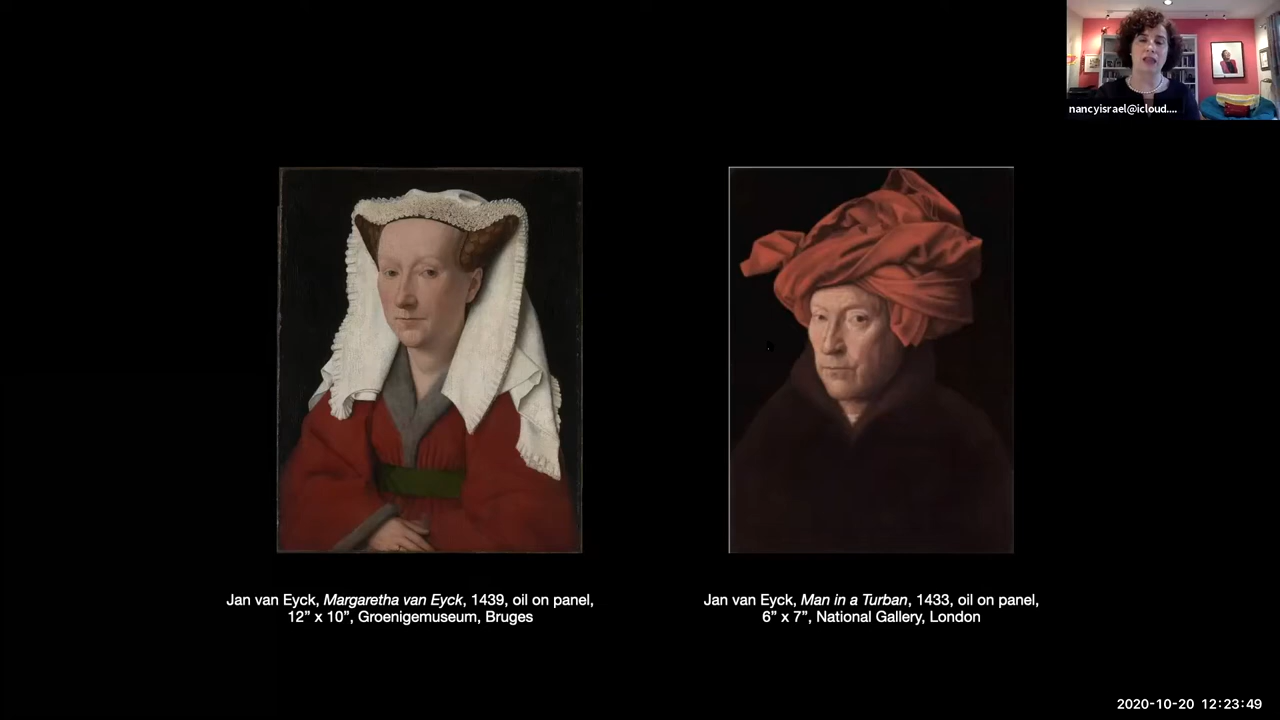 nancyisrael@icloud....
Jan van Eyck, Margaretha van Eyck, 1439, oil on panel,
12” x 10”, Groenigemuseum, Bruges
Jan van Eyck, Man in a Turban, 1433, oil on panel,
6” x 7”, National Gallery, London
2020-10-20 12:23:49